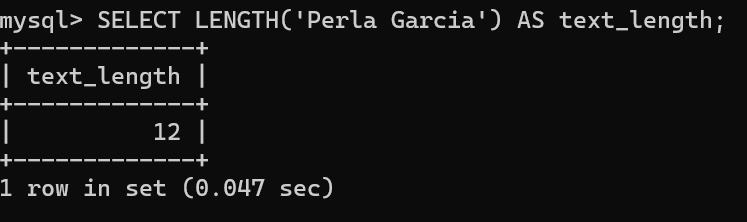 mysql> SELECT LENGTH('Perla Garcia') AS text_length;
+-------------+
| text_length |
+-------------+
|          12 |
+-------------+
1 row in set (0.047 sec)